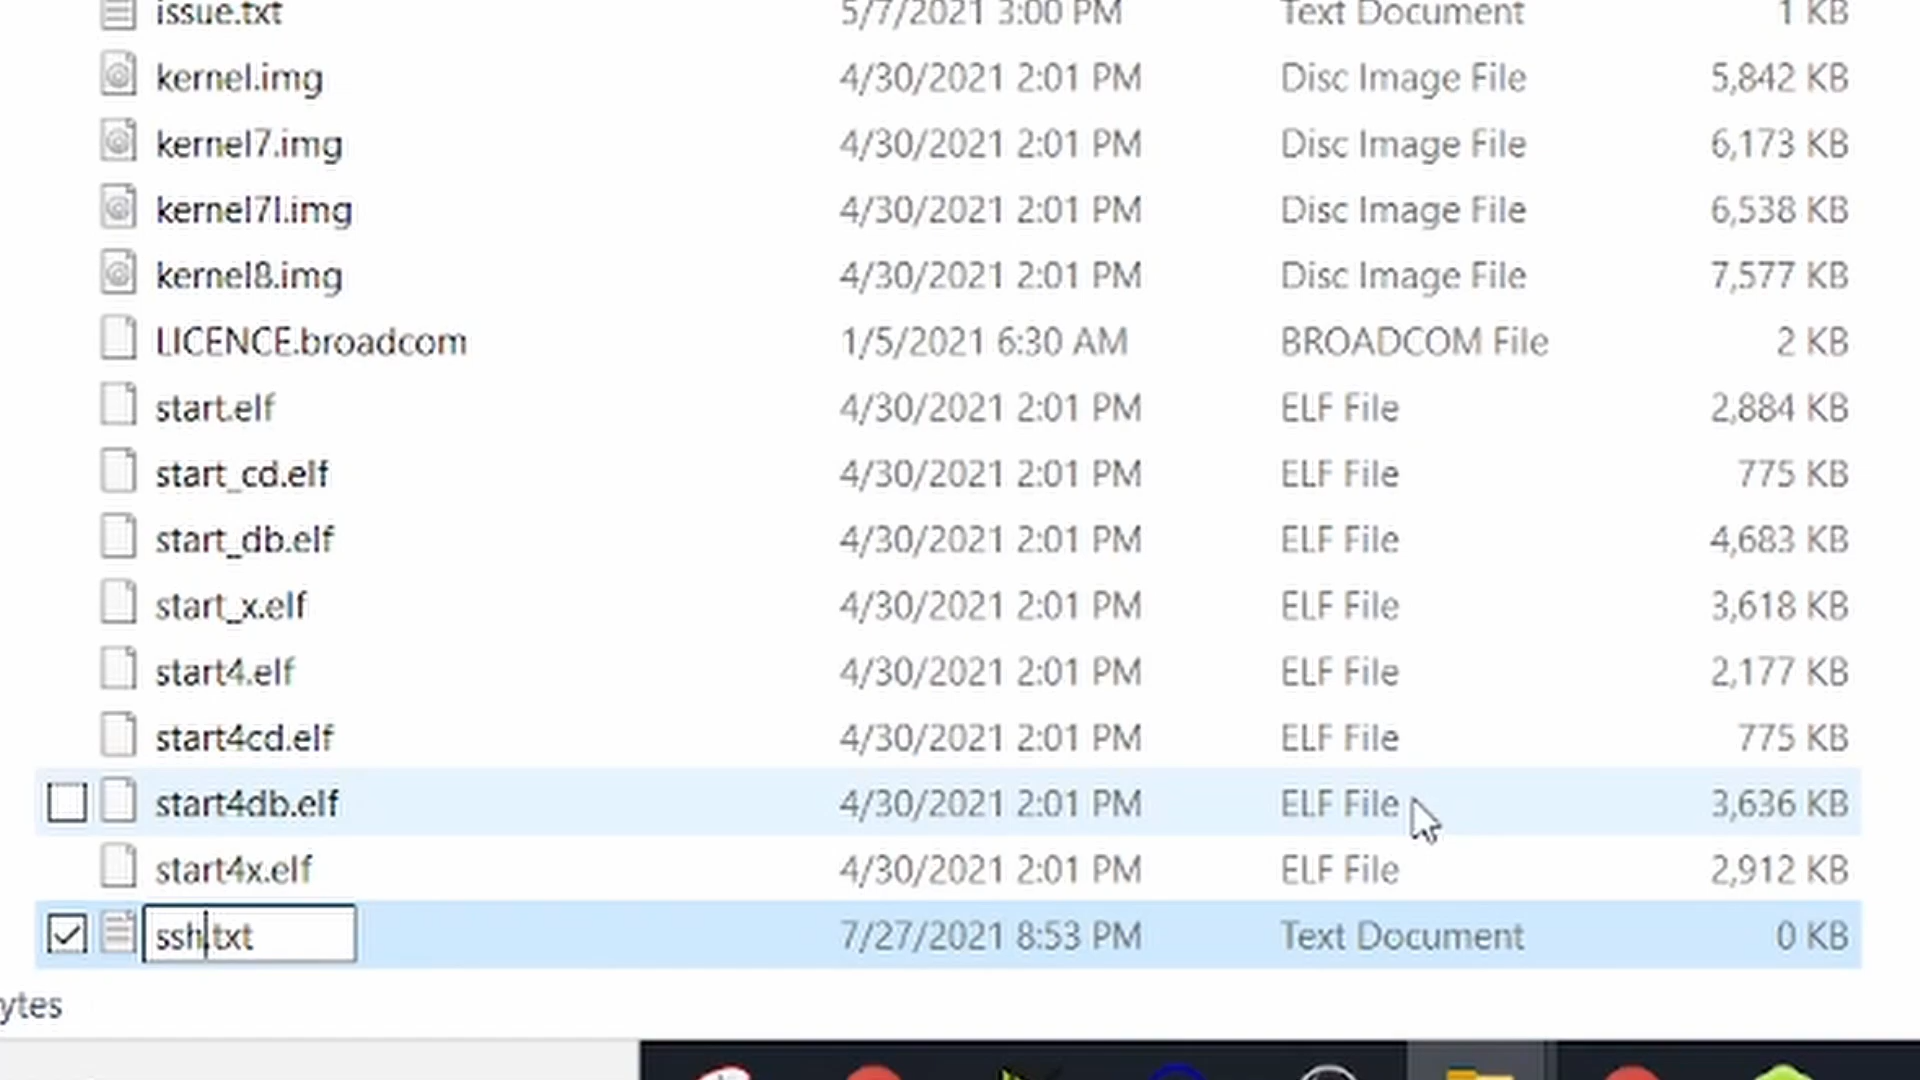 issue.txt 5/7/2021 3:00 PM Text Document 1 KB
kernel.img 4/30/2021 2:01 PM Disc Image File 5,842 KB
kernel7.img 4/30/2021 2:01 PM Disc Image File 6,173 KB
kernel7l.img 4/30/2021 2:01 PM Disc Image File 6,538 KB
kernel8.img 4/30/2021 2:01 PM Disc Image File 7,577 KB
LICENCE.broadcom 1/5/2021 6:30 AM BROADCOM File 2 KB
start.elf 4/30/2021 2:01 PM ELF File 2,884 KB
start_cd.elf 4/30/2021 2:01 PM ELF File 775 KB
start_db.elf 4/30/2021 2:01 PM ELF File 4,683 KB
start_x.elf 4/30/2021 2:01 PM ELF File 3,618 KB
start4.elf 4/30/2021 2:01 PM ELF File 2,177 KB
start4cd.elf 4/30/2021 2:01 PM ELF File 775 KB
start4db.elf 4/30/2021 2:01 PM ELF File 3,636 KB
start4x.elf 4/30/2021 2:01 PM ELF File 2,912 KB
ssh.txt 7/27/2021 8:53 PM Text Document 0 KB
ytes